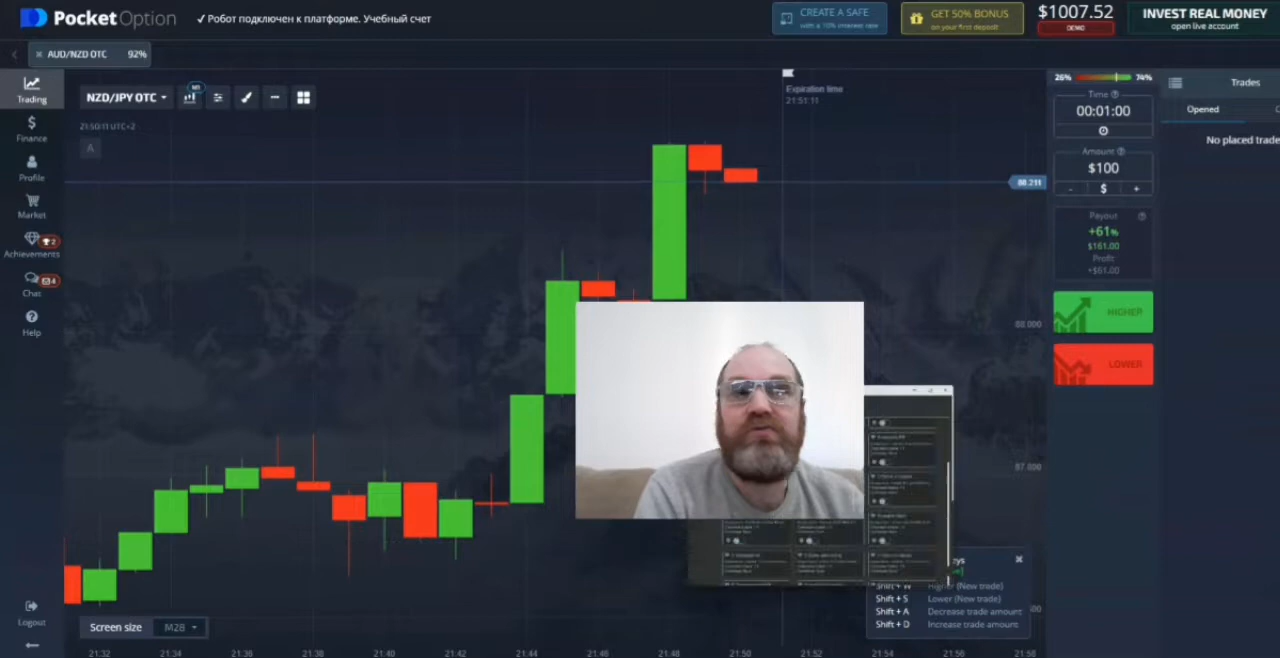 PocketOption
✓ Робот подключен к платформе. Учебный счет
CREATE A SAFE
with a 10% interest rate
GET 50% BONUS
on your first deposit
$1007.52
DEMO
INVEST REAL MONEY
open live account
AUD/NZD OTC 92%
Trading
Finance
Profile
Market
Achievements
2
Chat
4
Help
Logout
NZD/JPY OTC
M1
21:50:11 UTC+2
A
Expiration time
21:51:11
88.211
88.000
87.000
26% 74%
Time
00:01:00
Amount
$100
- $ +
Payout
+61%
$161.00
Profit
+$61.00
HIGHER
LOWER
Trades
Opened
No placed trade
Shift + W Higher (New trade)
Shift + S Lower (New trade)
Shift + A Decrease trade amount
Shift + D Increase trade amount
Screen size M28
21:32 21:34 21:36 21:38 21:40 21:42 21:44 21:46 21:48 21:50 21:52 21:54 21:56 21:58